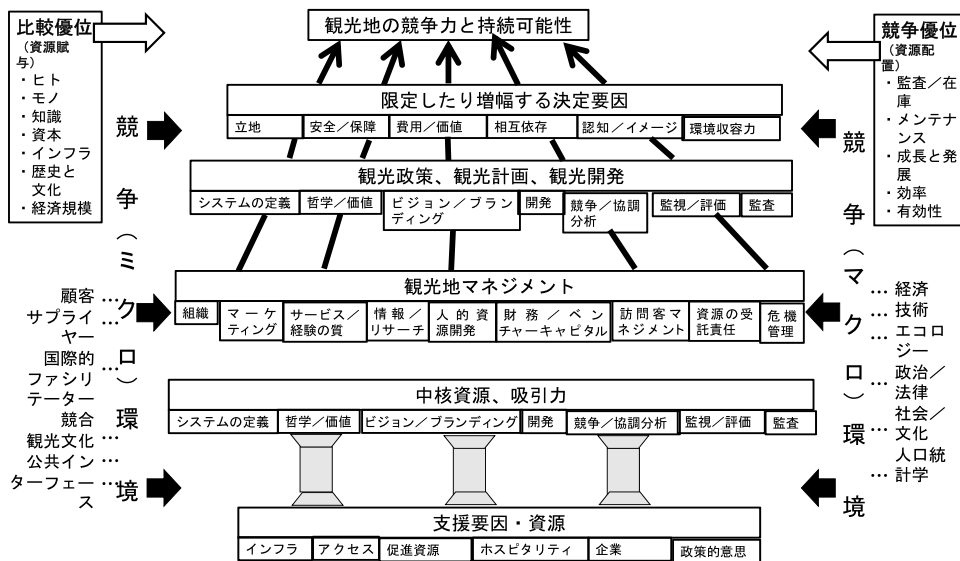 観光地の競争力と持続可能性
比較優位
(資源賦
与)
・ヒト
・モノ
・知識
・資本
・インフラ
・歴史と
文化
・経済規模
競争優位
(資源配
置)
・監査／在
庫
・メンテナ
ンス
・成長と発
展
・効率
・有効性
限定したり増幅する決定要因
立地
安全／保障
費用／価値
相互依存
認知／イメージ
環境収容力
観光政策、観光計画、観光開発
システムの定義
哲学／価値
ビジョン／ブラン
ディング
開発
競争／協調
分析
監視／評価
監査
観光地マネジメント
組織
マーケ
ティング
サービス／
経験の質
情報／
リサーチ
人的資
源開発
財務／ベン
チャーキャピタル
訪問客マ
ネジメント
資源の受
託責任
危機
管理
中核資源、吸引力
システムの定義
哲学／価値
ビジョン／ブランディング
開発
競争／協調分析
監視／評価
監査
支援要因・資源
インフラ
アクセス
促進資源
ホスピタリティ
企業
政策的意思
競争（ミクロ）環境
顧客 …
サプライ …
ヤー
国際的 …
ファシリ
テーター
競合
観光文化 …
公共イン …
ターフェー …
ス
競争（マクロ）環境
… 経済
… 技術
… エコロ
ジー
… 政治／
法律
… 社会／
文化
人口統
… 計学